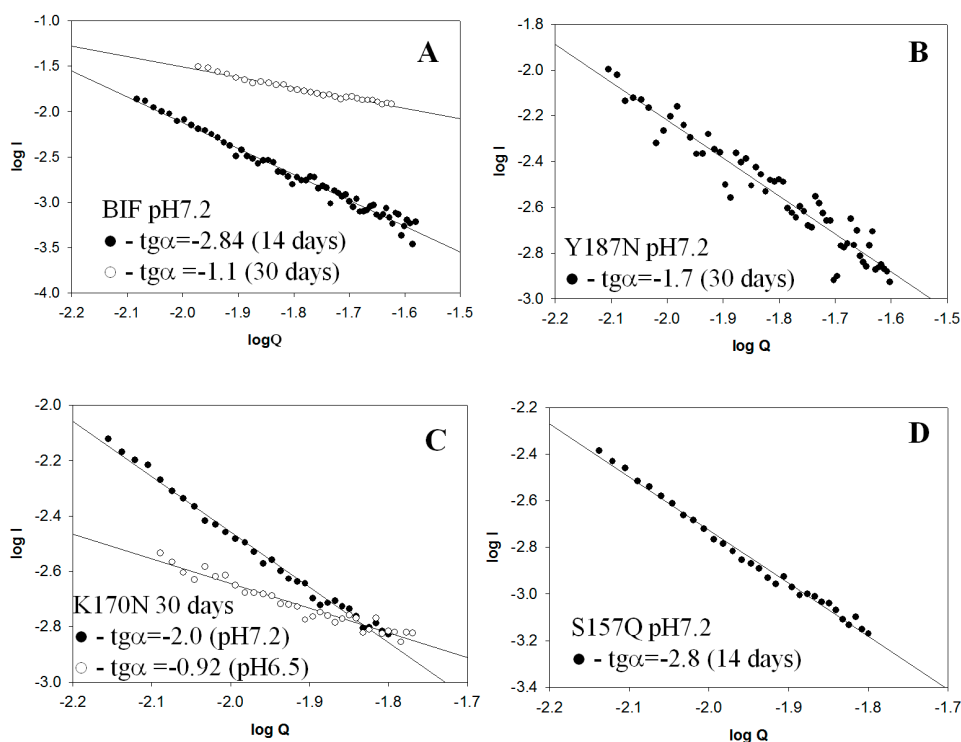 A
-1.0
-1.5
-2.0
-2.5
-3.0
-3.5
-4.0
log I
BIF pH7.2
● - tgα=-2.84 (14 days)
○ - tgα =-1.1 (30 days)
-2.2 -2.1 -2.0 -1.9 -1.8 -1.7 -1.6 -1.5
logQ
B
-1.8
-2.0
-2.2
-2.4
-2.6
-2.8
-3.0
log I
Y187N pH7.2
● - tgα=-1.7 (30 days)
-2.2 -2.1 -2.0 -1.9 -1.8 -1.7 -1.6 -1.5
log Q
C
-2.0
-2.2
-2.4
-2.6
-2.8
-3.0
log I
K170N 30 days
● - tgα=-2.0 (pH7.2)
○ - tgα =-0.92 (pH6.5)
-2.2 -2.1 -2.0 -1.9 -1.8 -1.7
log Q
D
-2.2
-2.4
-2.6
-2.8
-3.0
-3.2
-3.4
log I
S157Q pH7.2
● - tgα=-2.8 (14 days)
-2.2 -2.1 -2.0 -1.9 -1.8 -1.7
log Q